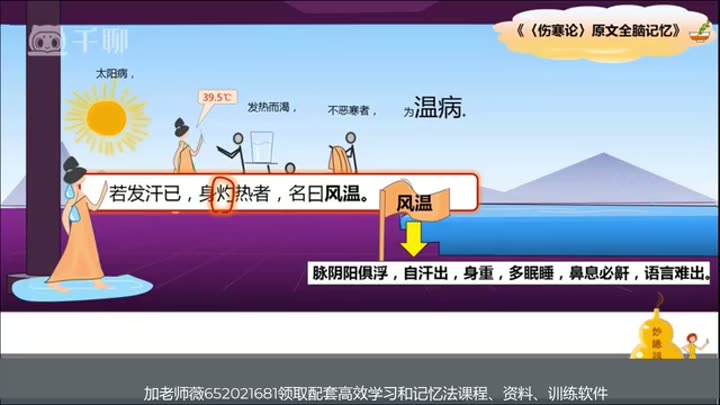 千聊
《〈伤寒论〉原文全脑记忆》
太阳病，
39.5℃
发热而渴，
不恶寒者，
为温病.
若发汗已，身灼热者，名曰风温。
风温
脉阴阳俱浮，自汗出，身重，多眠睡，鼻息必鼾，语言难出。
加老师薇652021681领取配套高效学习和记忆法课程、资料、训练软件